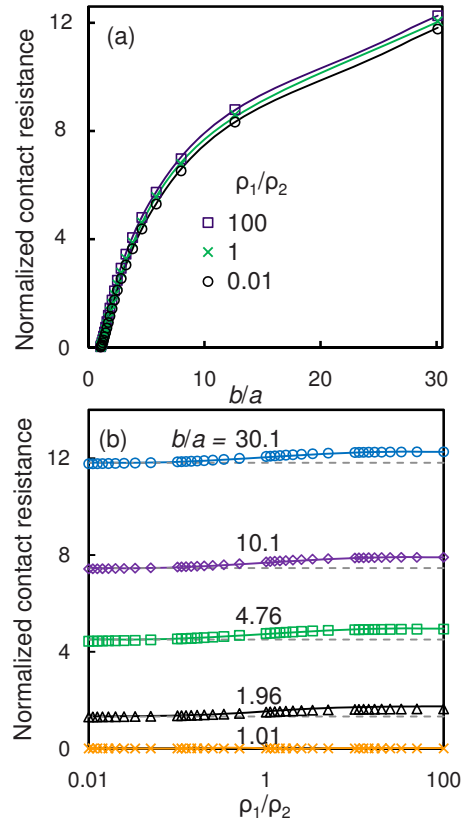 (a)
Normalized contact resistance
12
8
4
0
ρ1/ρ2
100
1
0.01
0 10 20 30
b/a
(b)
Normalized contact resistance
12
8
4
0
b/a = 30.1
10.1
4.76
1.96
1.01
0.01 1 100
ρ1/ρ2